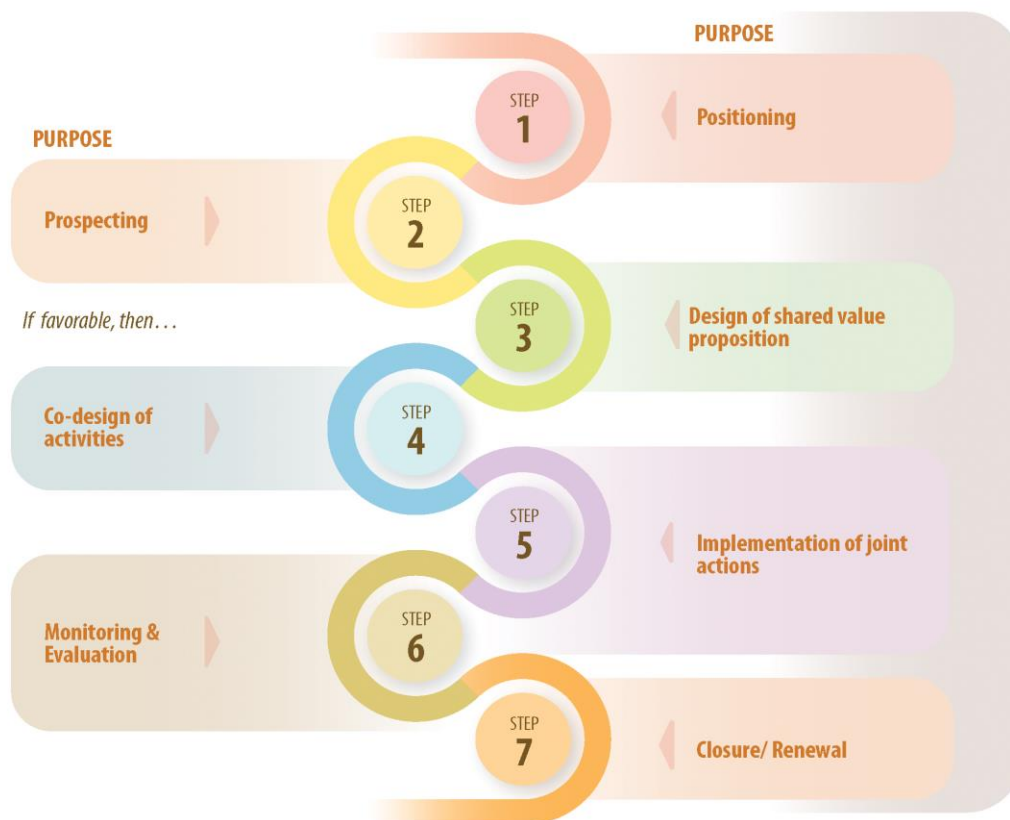 PURPOSE
STEP
1
Positioning
PURPOSE
Prospecting
STEP
2
If favorable, then...
STEP
3
Design of shared value
proposition
Co-design of
activities
STEP
4
STEP
5
Implementation of joint
actions
Monitoring &
Evaluation
STEP
6
STEP
7
Closure/ Renewal